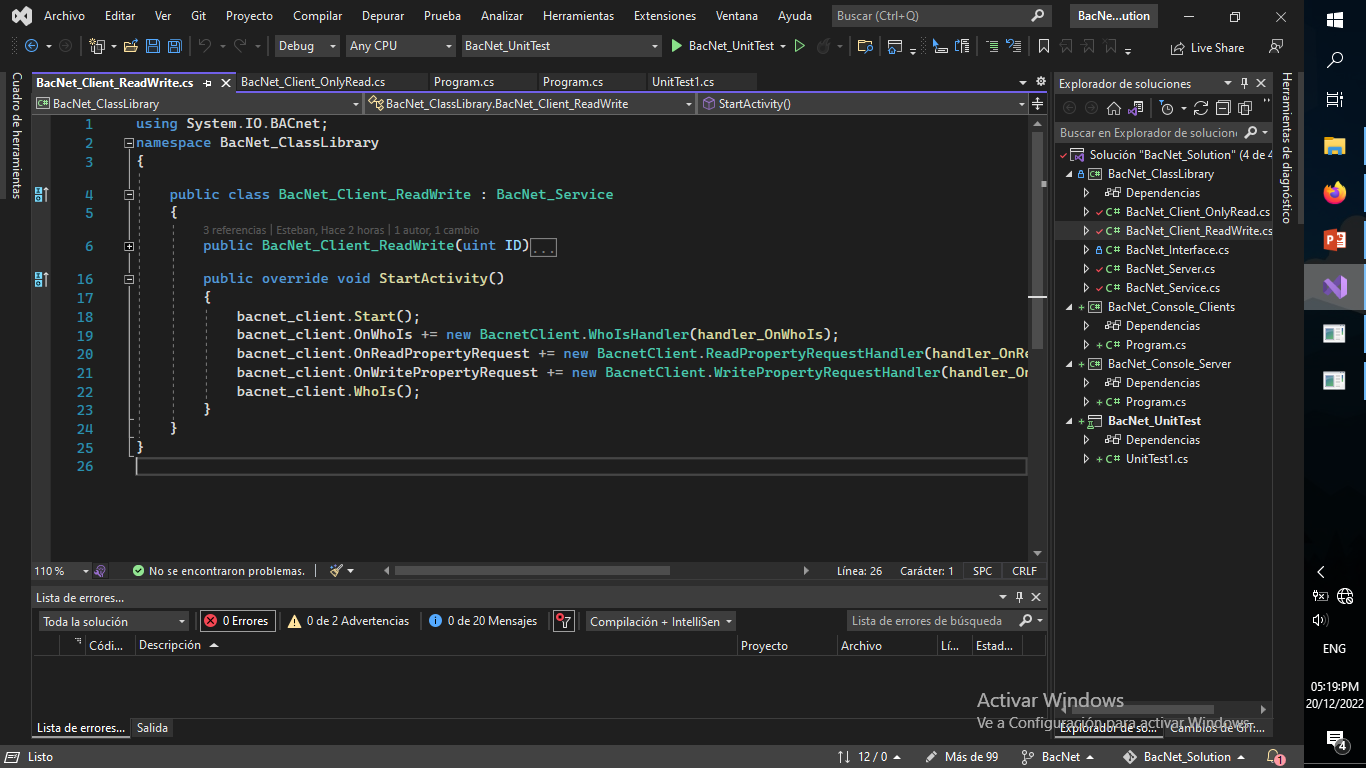 Archivo Editar Ver Git Proyecto Compilar Depurar Prueba Analizar Herramientas Extensiones Ventana Ayuda Buscar (Ctrl+Q) BacNe...ution
Debug Any CPU BacNet_UnitTest BacNet_UnitTest Live Share
Cuadro de herramientas
BacNet_Client_ReadWrite.cs BacNet_Client_OnlyRead.cs Program.cs Program.cs UnitTest1.cs
BacNet_ClassLibrary BacNet_ClassLibrary.BacNet_Client_ReadWrite StartActivity()
1 using System.IO.BACnet;
2 namespace BacNet_ClassLibrary
3 {
4 public class BacNet_Client_ReadWrite : BacNet_Service
5 {
3 referencias | Esteban, Hace 2 horas | 1 autor, 1 cambio
6 public BacNet_Client_ReadWrite(uint ID)...
16 public override void StartActivity()
17 {
18 bacnet_client.Start();
19 bacnet_client.OnWhoIs += new BacnetClient.WhoIsHandler(handler_OnWhoIs);
20 bacnet_client.OnReadPropertyRequest += new BacnetClient.ReadPropertyRequestHandler(handler_OnRe
21 bacnet_client.OnWritePropertyRequest += new BacnetClient.WritePropertyRequestHandler(handler_On
22 bacnet_client.WhoIs();
23 }
24 }
25 }
26
110 % No se encontraron problemas. Línea: 26 Carácter: 1 SPC CRLF
Lista de errores...
Toda la solución 0 Errores 0 de 2 Advertencias 0 de 20 Mensajes Compilación + IntelliSen Lista de errores de búsqueda
Códi... Descripción Proyecto Archivo Lí... Estad...
Lista de errores... Salida
Explorador de soluciones
Buscar en Explorador de solucione
Solución "BacNet_Solution" (4 de 4
BacNet_ClassLibrary
Dependencias
C# BacNet_Client_OnlyRead.cs
C# BacNet_Client_ReadWrite.cs
C# BacNet_Interface.cs
C# BacNet_Server.cs
C# BacNet_Service.cs
BacNet_Console_Clients
Dependencias
C# Program.cs
BacNet_Console_Server
Dependencias
C# Program.cs
BacNet_UnitTest
Dependencias
C# UnitTest1.cs
Explorador de so... Cambios de GIT:...
Herramientas de diagnóstico
Activar Windows
Ve a Configuración para activar Windows.
Listo 12 / 0 Más de 99 BacNet BacNet_Solution 1
ENG
05:19:PM
20/12/2022
4